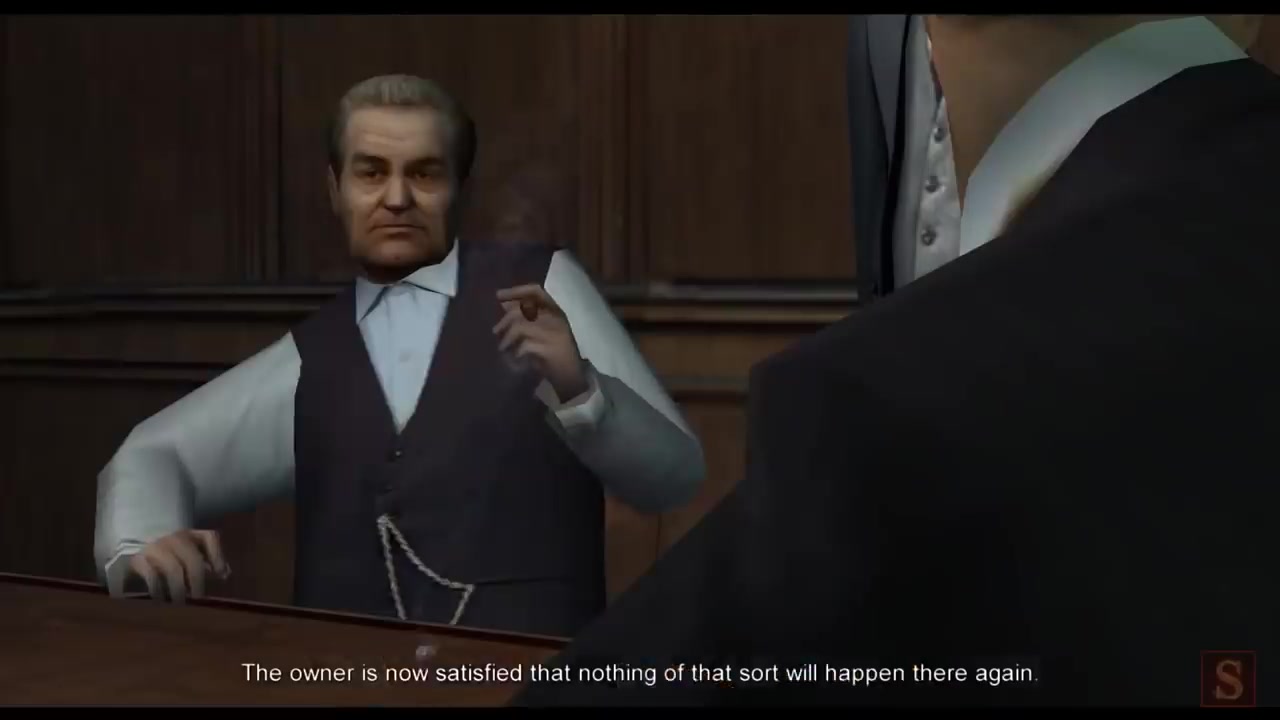 The owner is now satisfied that nothing of that sort will happen there again.
S